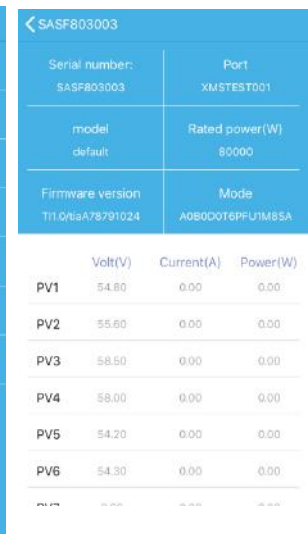 SASF803003
Serial number:
SASF803003
Port
XMSTEST001
model
default
Rated power(W)
80000
Firmware version
TI1.0/tiaA78791024
Mode
A0B0D0T6PFU1M8SA
Volt(V) Current(A) Power(W)
PV1 54.80 0.00 0.00
PV2 55.60 0.00 0.00
PV3 58.50 0.00 0.00
PV4 58.00 0.00 0.00
PV5 54.20 0.00 0.00
PV6 54.30 0.00 0.00